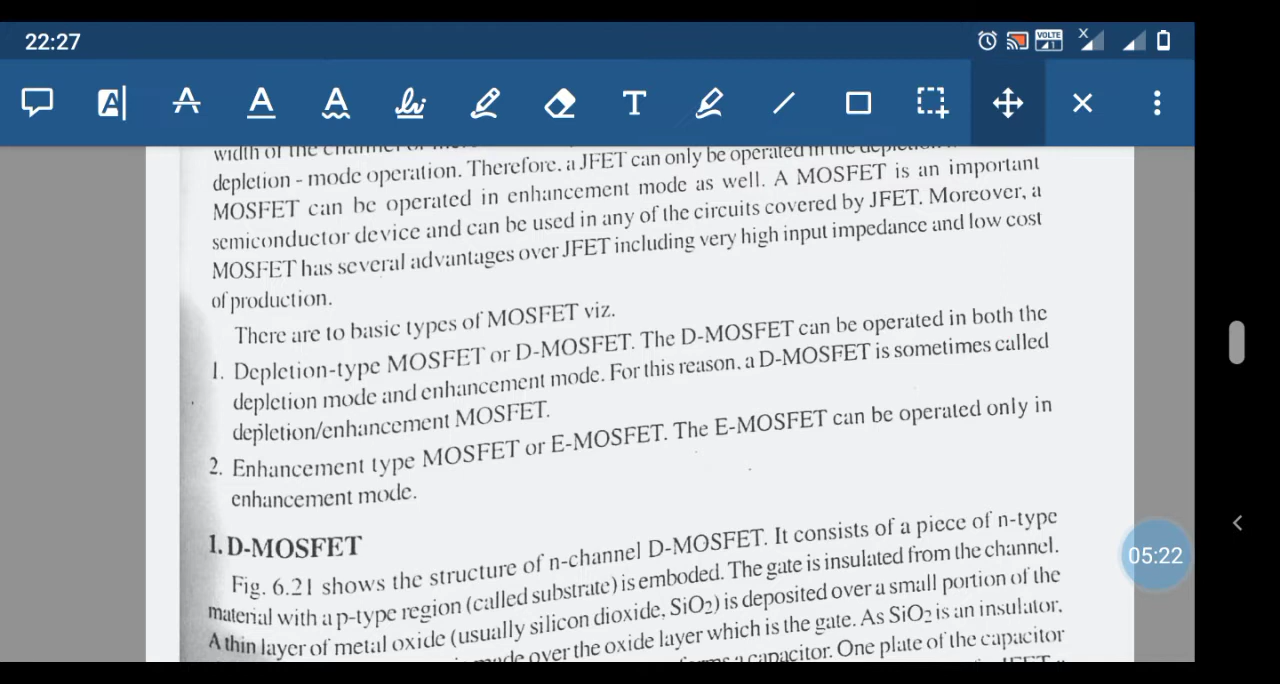 22:27
VOLTE
1
X
T
width of the channel
depletion - mode operation. Therefore, a JFET can only be operated in the depletion
MOSFET can be operated in enhancement mode as well. A MOSFET is an important
semiconductor device and can be used in any of the circuits covered by JFET. Moreover, a
MOSFET has several advantages over JFET including very high input impedance and low cost
of production.
There are to basic types of MOSFET viz.
1. Depletion-type MOSFET or D-MOSFET. The D-MOSFET can be operated in both the
depletion mode and enhancement mode. For this reason, a D-MOSFET is sometimes called
depletion/enhancement MOSFET.
2. Enhancement type MOSFET or E-MOSFET. The E-MOSFET can be operated only in
enhancement mode.
1. D-MOSFET
Fig. 6.21 shows the structure of n-channel D-MOSFET. It consists of a piece of n-type
material with a p-type region (called substrate) is emboded. The gate is insulated from the channel.
A thin layer of metal oxide (usually silicon dioxide, SiO2) is deposited over a small portion of the
made over the oxide layer which is the gate. As SiO2 is an insulator,
a capacitor. One plate of the capacitor
05:22